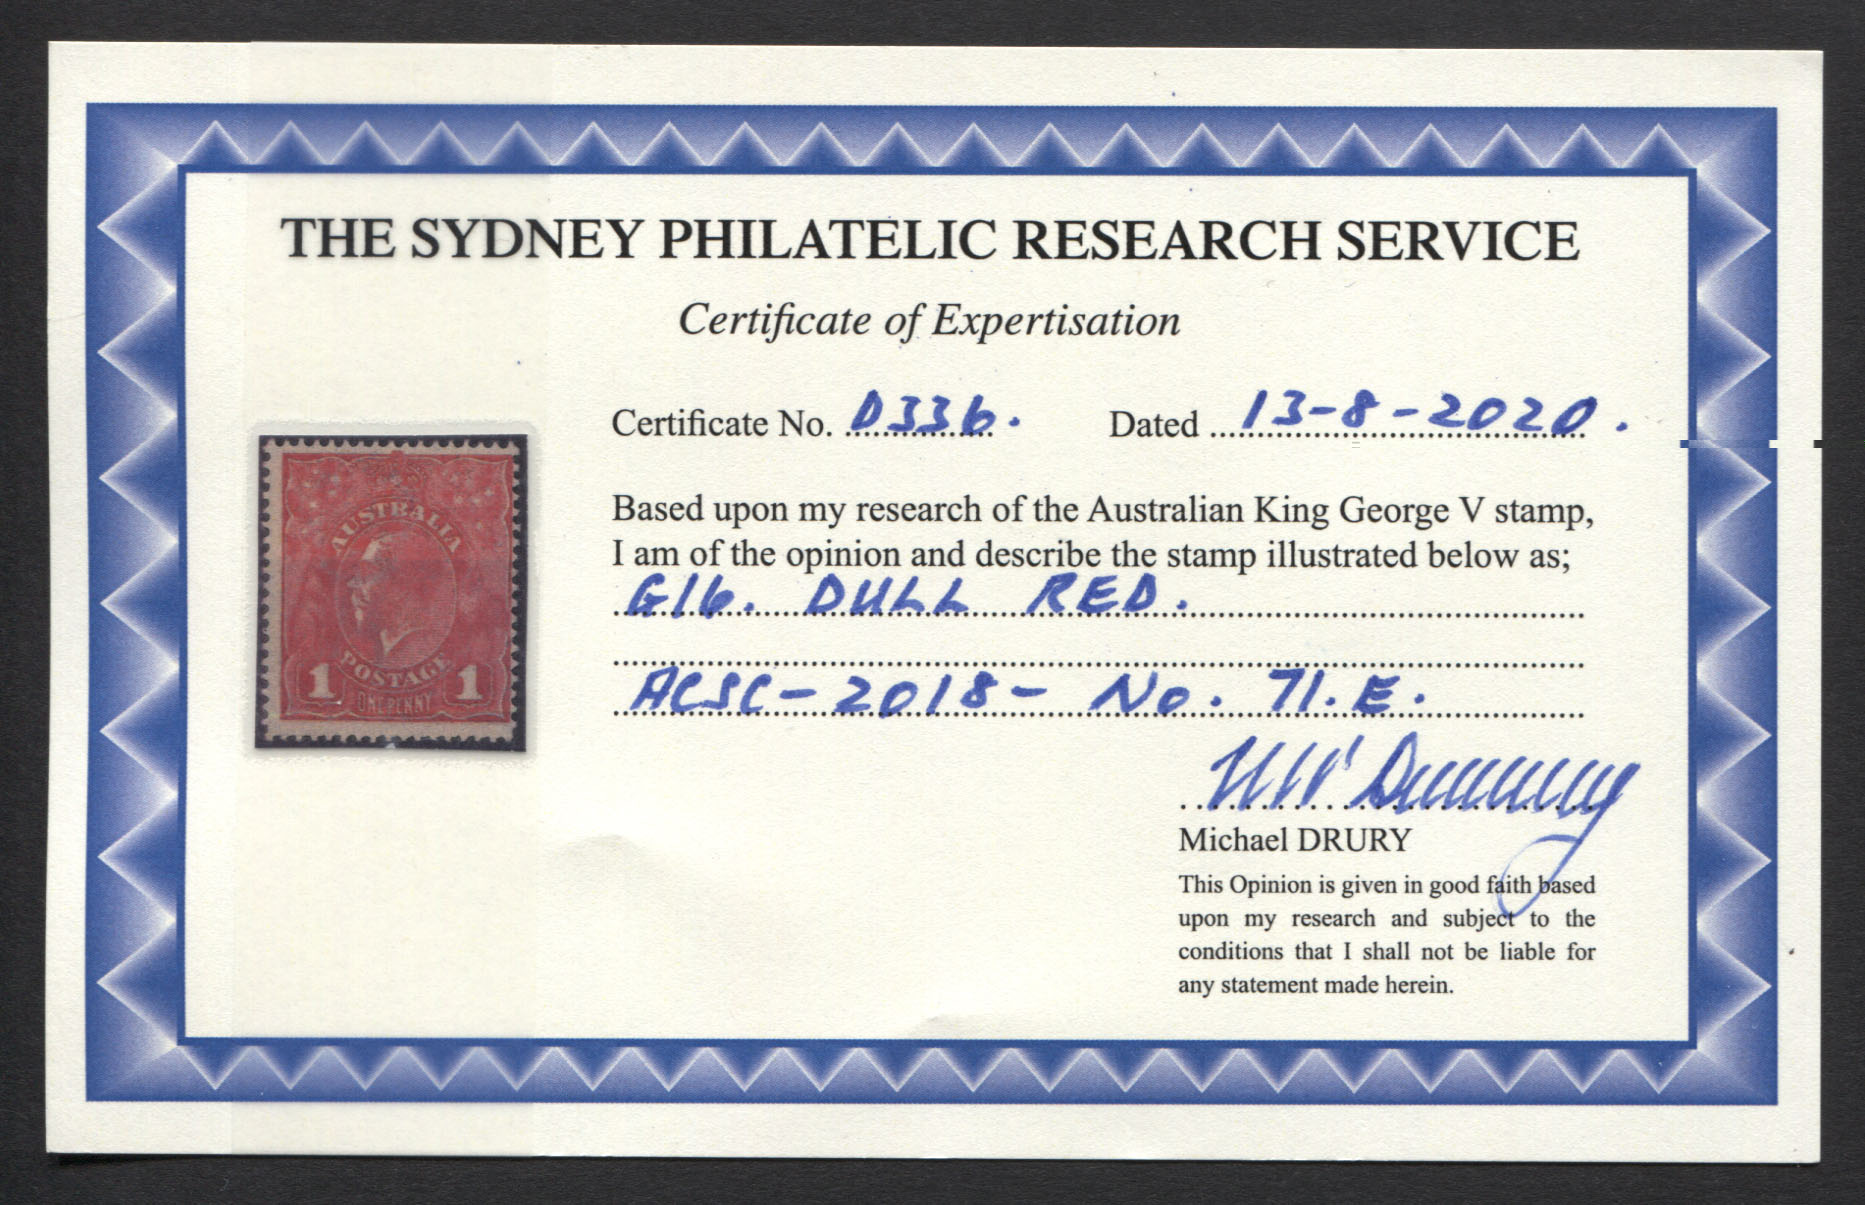 THE SYDNEY PHILATELIC RESEARCH SERVICE
Certificate of Expertisation
Certificate No. D336. Dated 13-8-2020.
Based upon my research of the Australian King George V stamp,
I am of the opinion and describe the stamp illustrated below as;
G16. DULL RED.
ACSC-2018- No. 71.E.
AUSTRALIA
POSTAGE
1 1
ONE PENNY
Michael DRURY
This Opinion is given in good faith based
upon my research and subject to the
conditions that I shall not be liable for
any statement made herein.